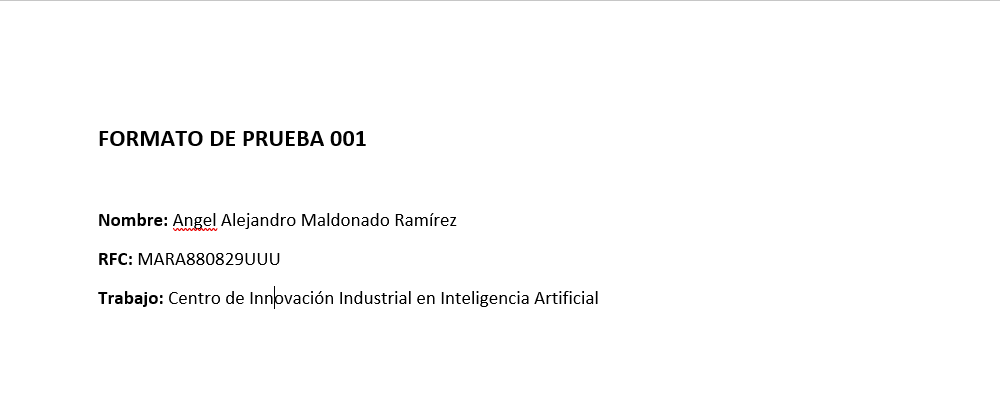 FORMATO DE PRUEBA 001
Nombre: Angel Alejandro Maldonado Ramírez
RFC: MARA880829UUU
Trabajo: Centro de Innovación Industrial en Inteligencia Artificial